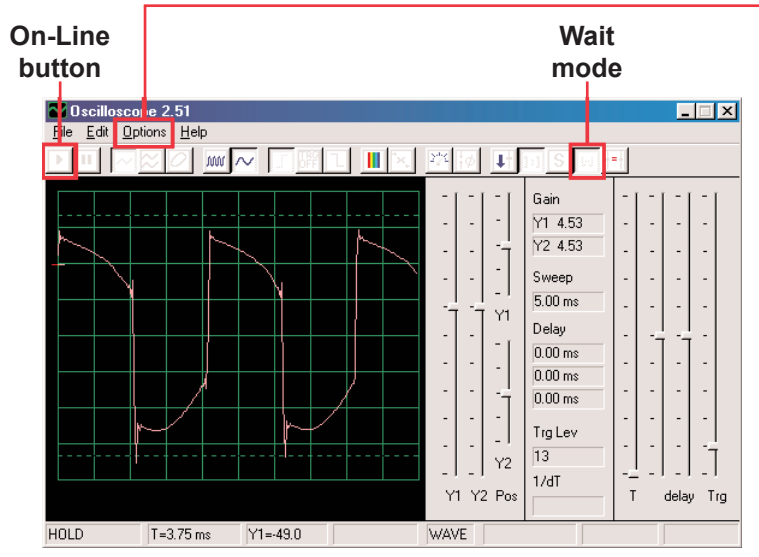 On-Line
button
Wait
mode
Oscilloscope 2.51
File Edit Options Help
OFF
S
Gain
Y1 4.53
Y2 4.53
Sweep
5.00 ms
Y1
Delay
0.00 ms
0.00 ms
0.00 ms
Trg Lev
13
Y2
1/dT
Y1 Y2 Pos
T delay Trg
HOLD T=3.75 ms Y1=-49.0 WAVE